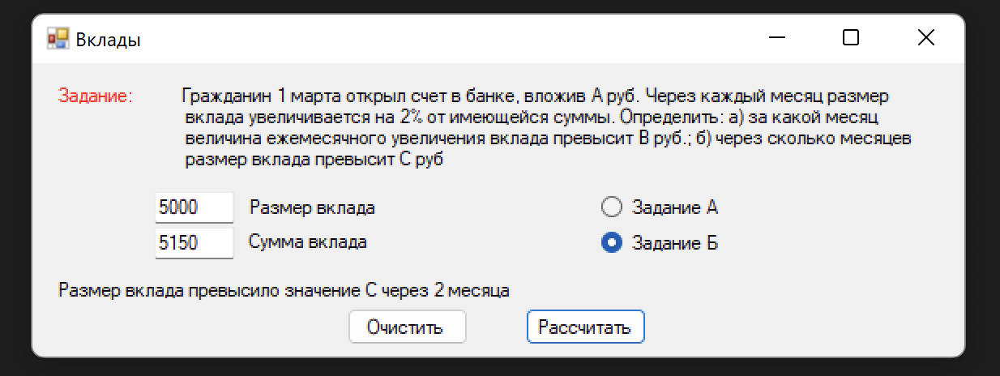 Вклады
Задание: Гражданин 1 марта открыл счет в банке, вложив А руб. Через каждый месяц размер
вклада увеличивается на 2% от имеющейся суммы. Определить: а) за какой месяц
величина ежемесячного увеличения вклада превысит В руб.; б) через сколько месяцев
размер вклада превысит С руб
5000 Размер вклада
Задание А
5150 Сумма вклада
Задание Б
Размер вклада превысило значение С через 2 месяца
Очистить
Рассчитать